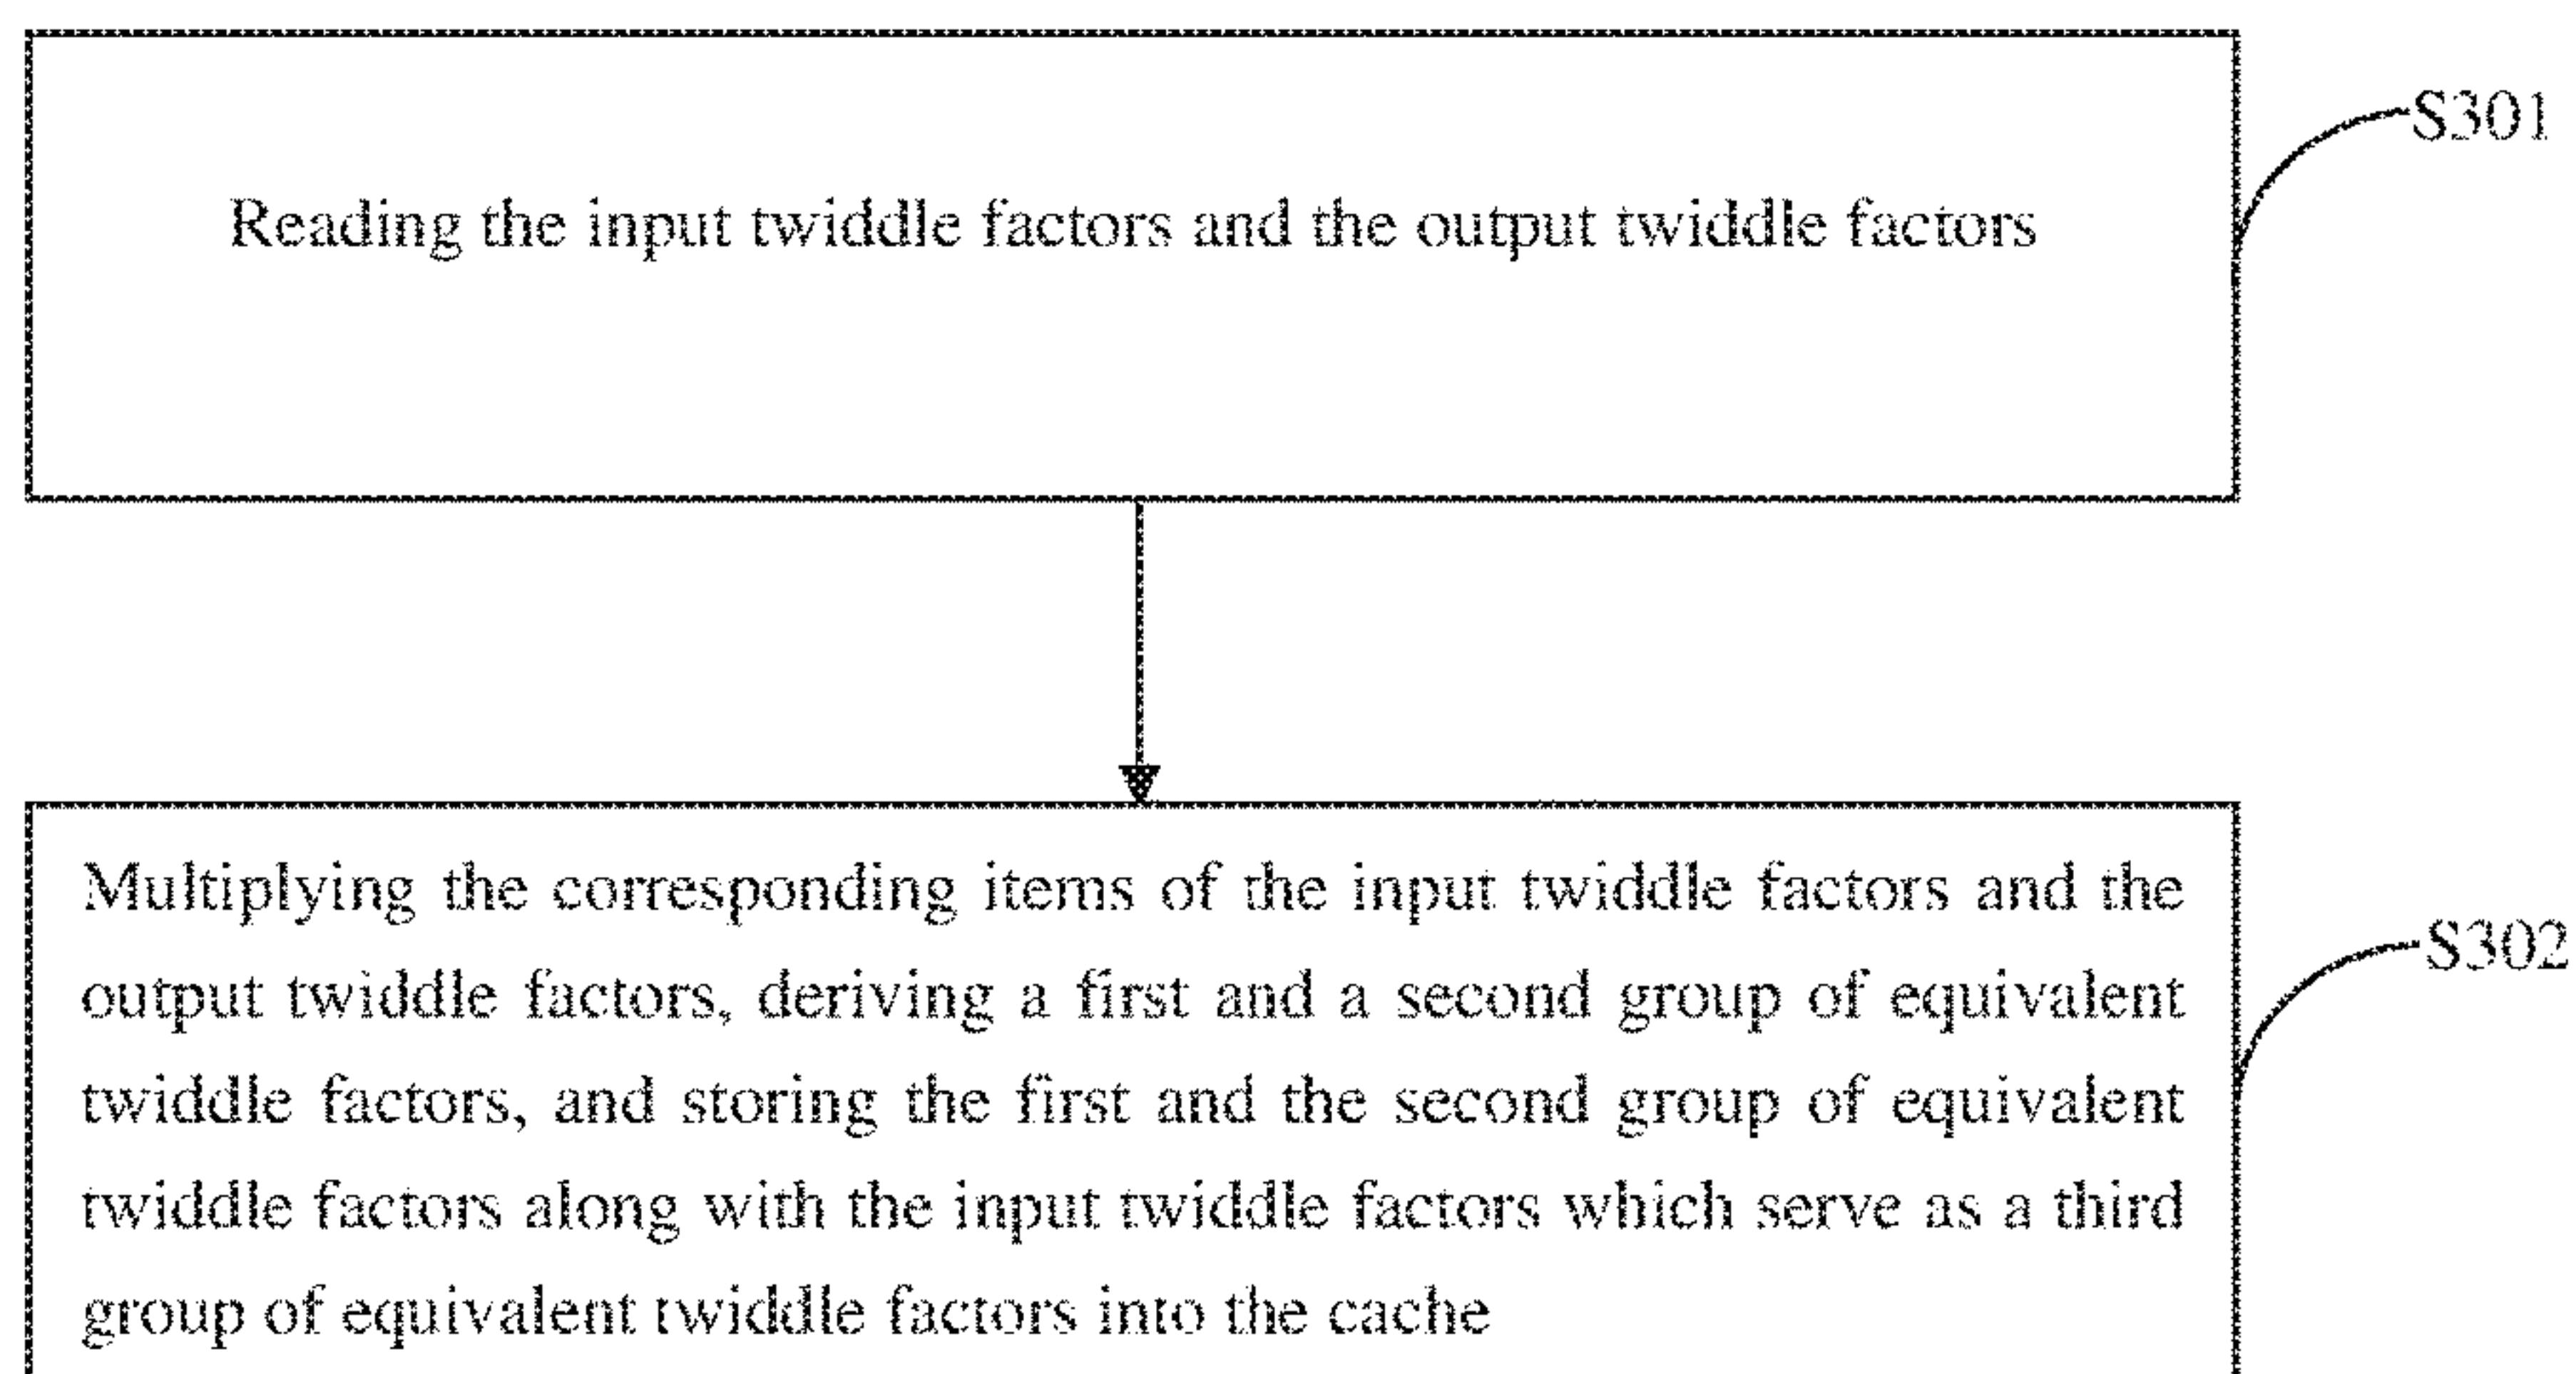 S301
Reading the input twiddle factors and the output twiddle factors
Multiplying the corresponding items of the input twiddle factors and the
output twiddle factors, deriving a first and a second group of equivalent
S302
twiddle factors, and storing the first and the second group of equivalent
twiddle factors along with the input twiddle factors which serve as a third
group of equivalent twiddle factors into the cache